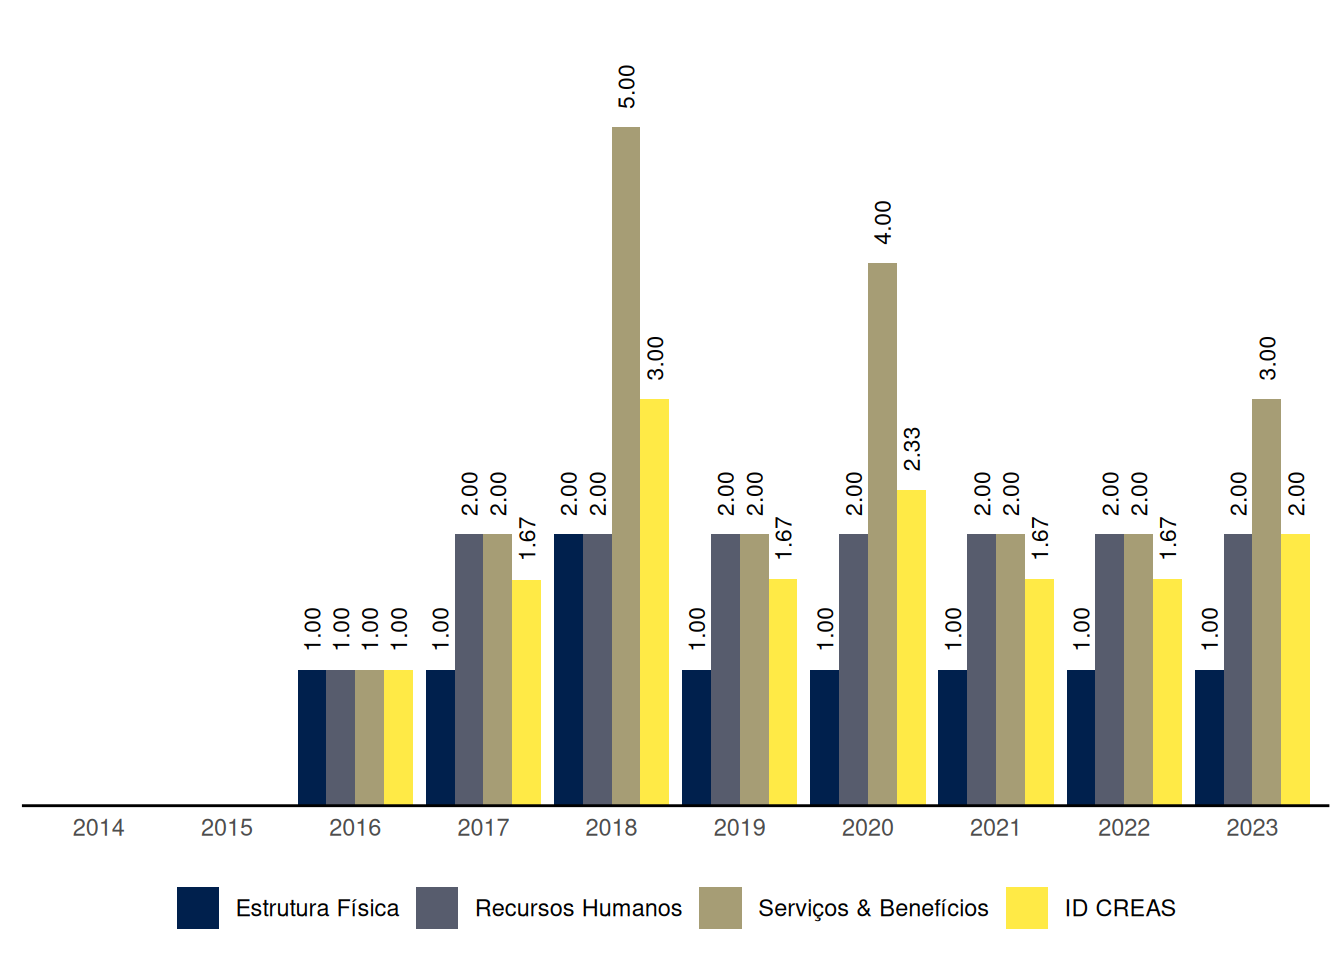 5.00
4.00
3.00
3.00
2.33
2.00 2.00 2.00 2.00 2.00 2.00 2.00 2.00 2.00 2.00 2.00 2.00 2.00
1.67 1.67 1.67 1.67
1.00 1.00 1.00 1.00 1.00 1.00 1.00 1.00 1.00 1.00
2014 2015 2016 2017 2018 2019 2020 2021 2022 2023
Estrutura Física Recursos Humanos Serviços & Benefícios ID CREAS